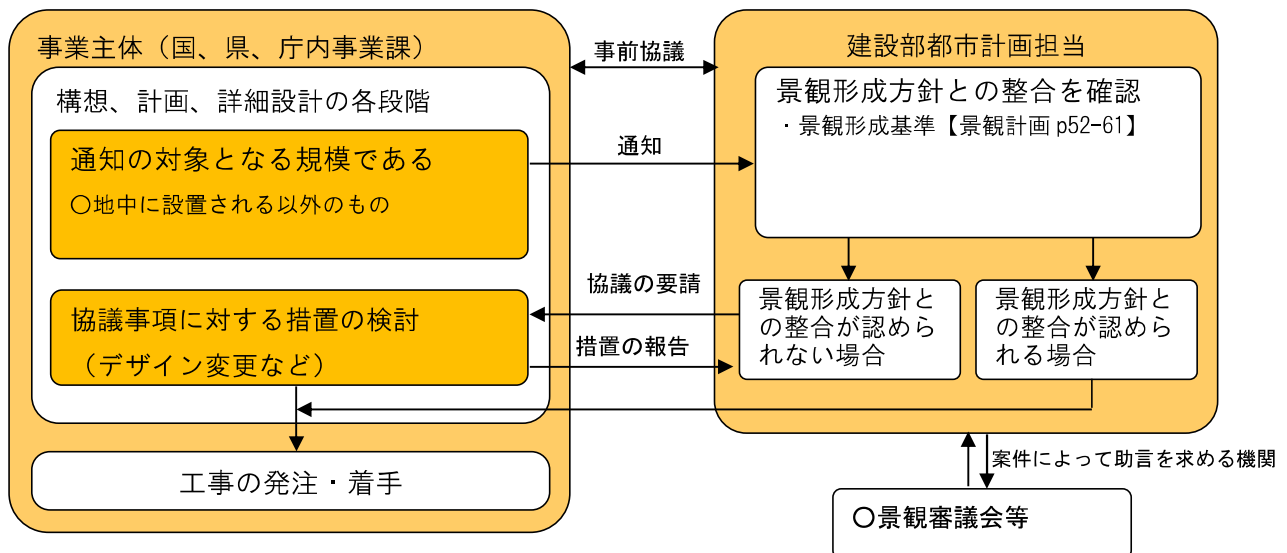 事業主体（国、県、庁内事業課）
構想、計画、詳細設計の各段階
通知の対象となる規模である
〇地中に設置される以外のもの
協議事項に対する措置の検討
（デザイン変更など）
工事の発注・着手
事前協議
通知
協議の要請
措置の報告
建設部都市計画担当
景観形成方針との整合を確認
・景観形成基準【景観計画 p52-61】
景観形成方針と
の整合が認めら
れない場合
景観形成方針と
の整合が認めら
れる場合
案件によって助言を求める機関
〇景観審議会等